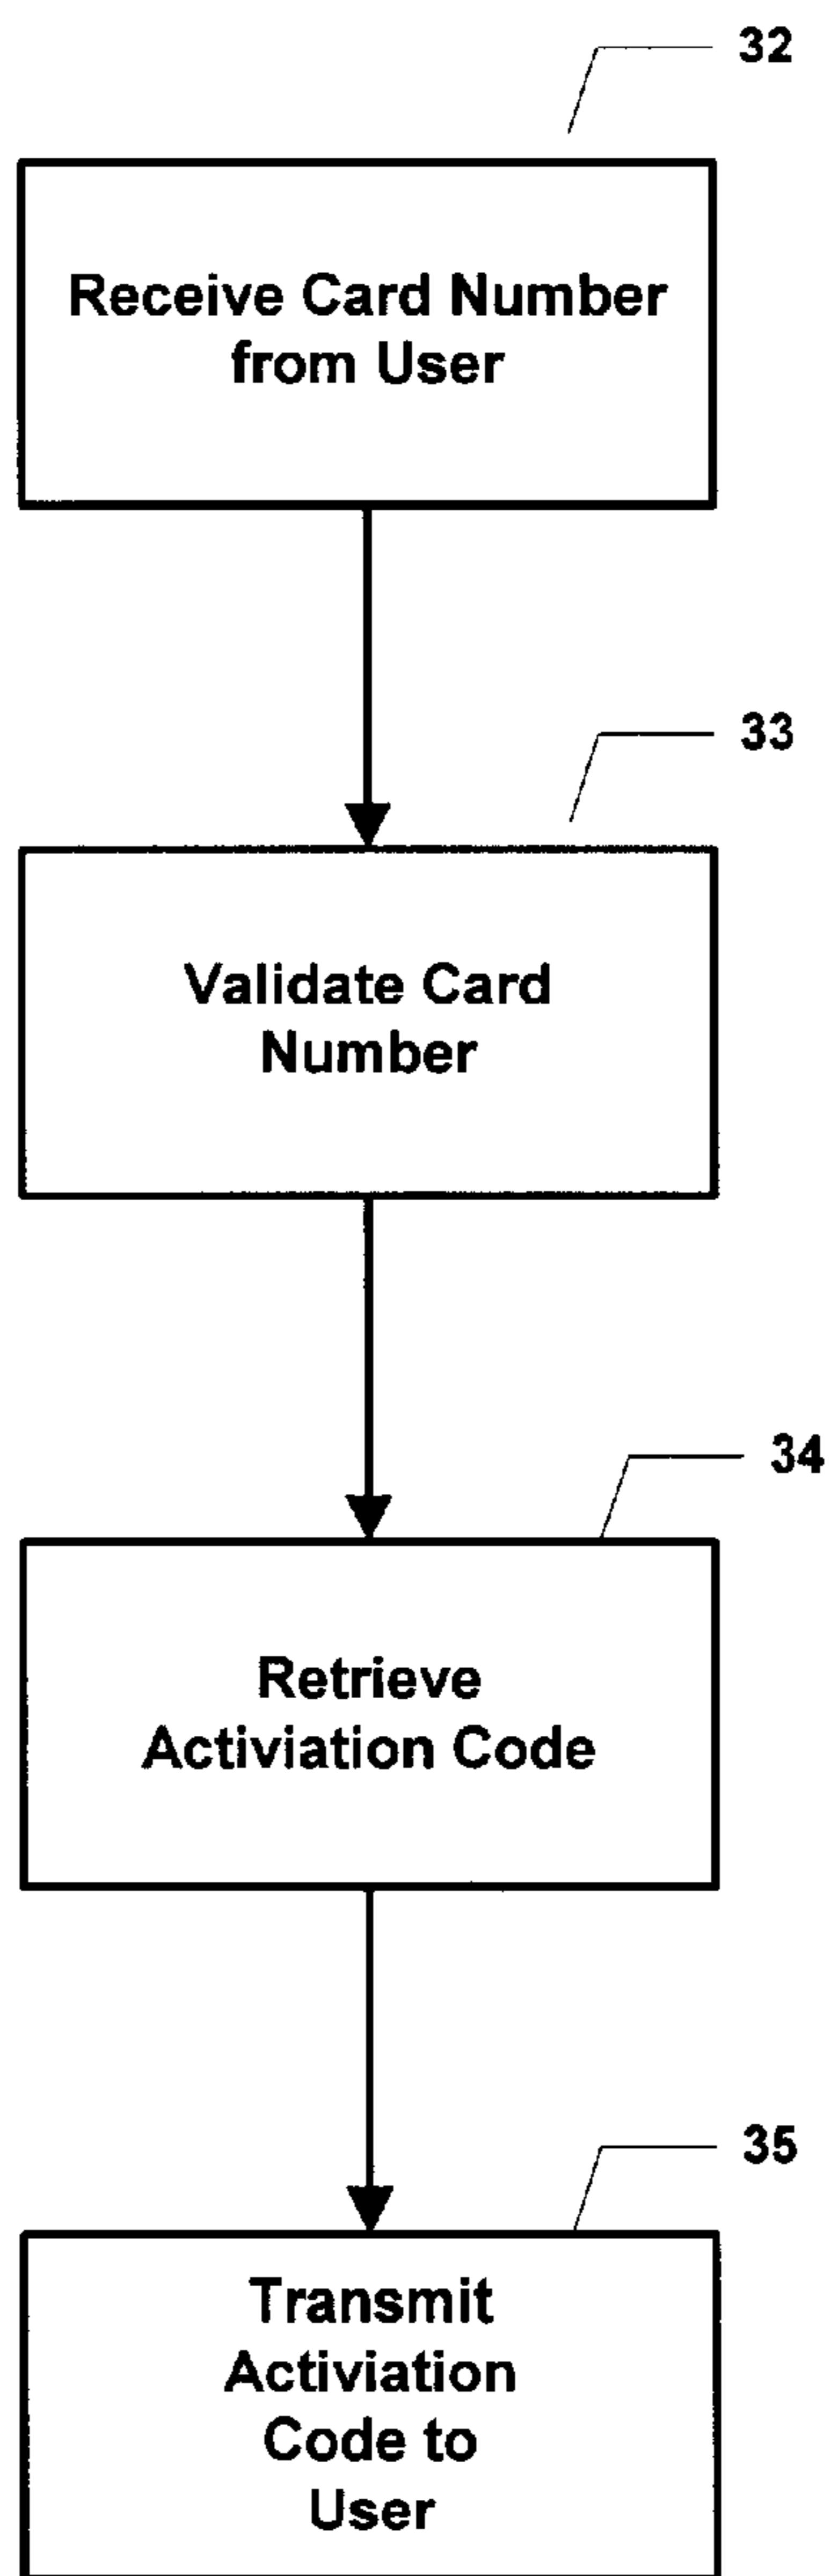 32
Receive Card Number
from User
33
Validate Card
Number
34
Retrieve
Activiation Code
35
Transmit
Activiation
Code to
User